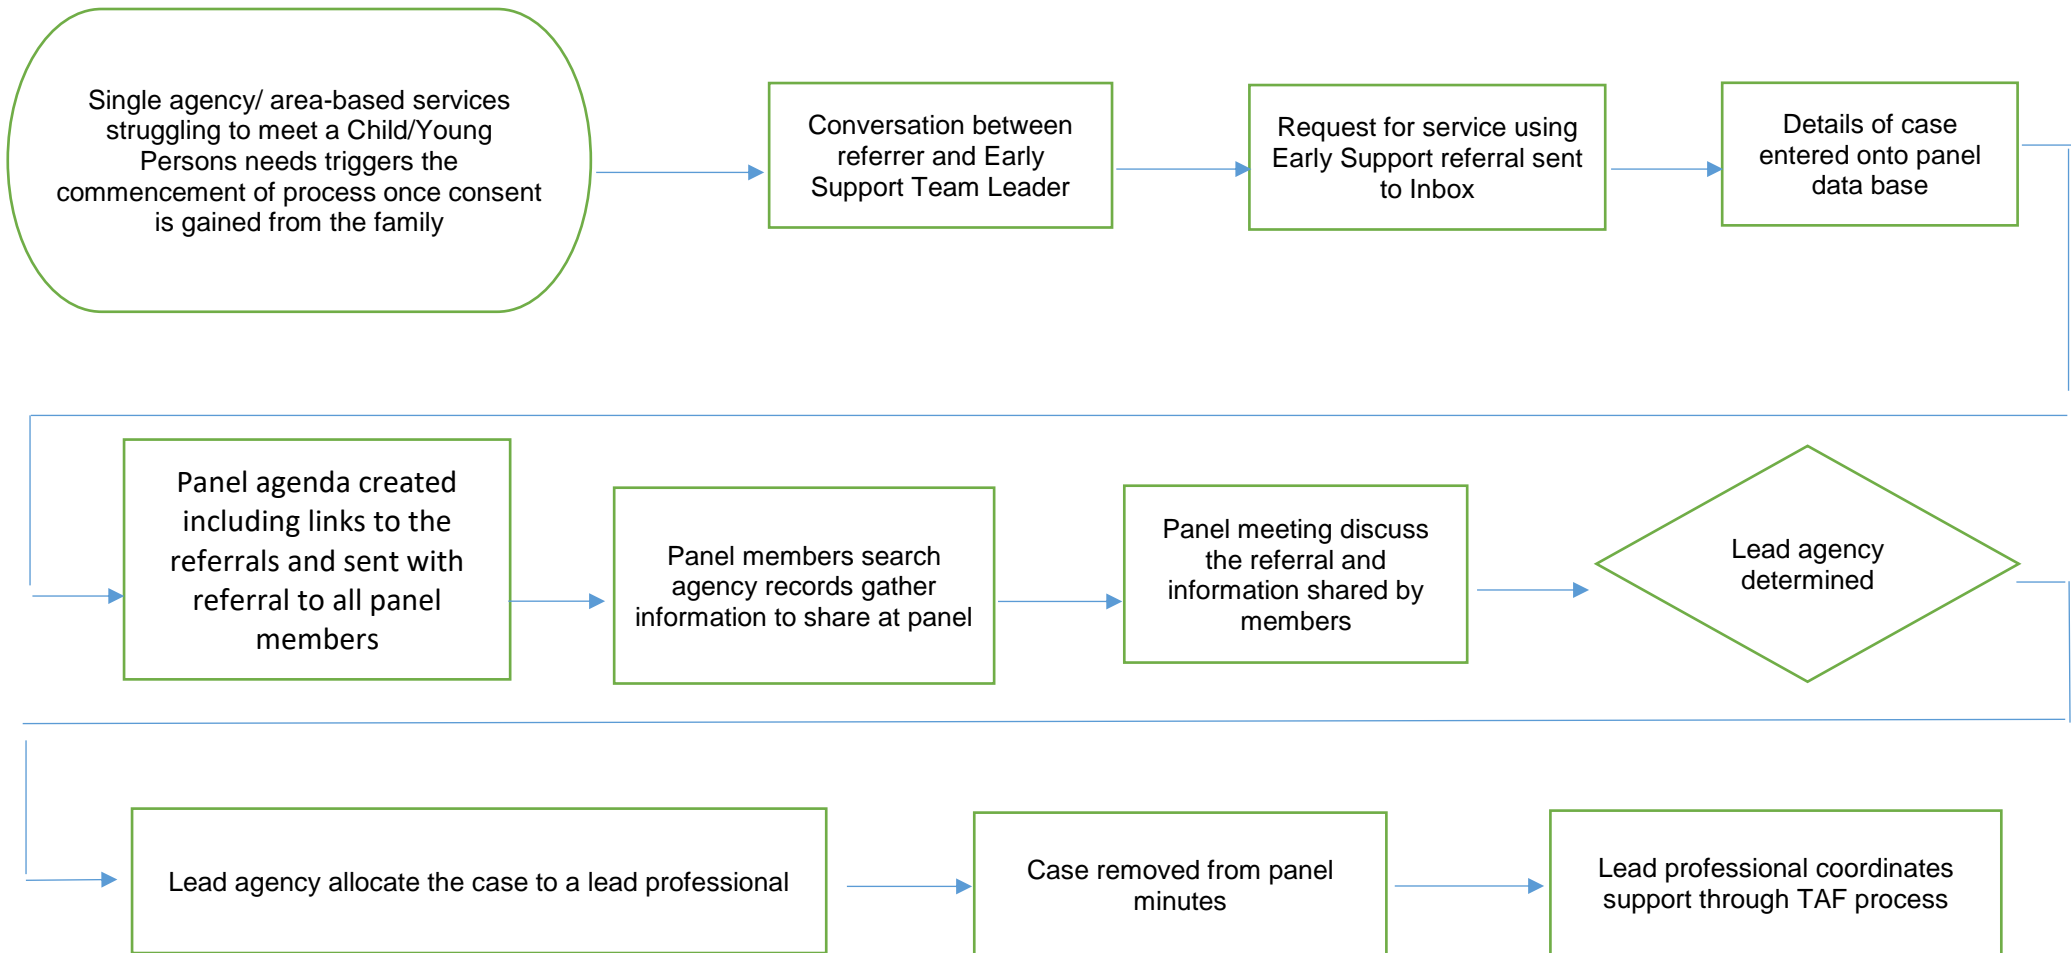 Single agency/ area-based services
struggling to meet a Child/Young
Persons needs triggers the
commencement of process once consent
is gained from the family
Conversation between
referrer and Early
Support Team Leader
Request for service using
Early Support referral sent
to Inbox
Details of case
entered onto panel
data base
Panel agenda created
including links to the
referrals and sent with
referral to all panel
members
Panel members search
agency records gather
information to share at panel
Panel meeting discuss
the referral and
information shared by
members
Lead agency
determined
Lead agency allocate the case to a lead professional
Case removed from panel
minutes
Lead professional coordinates
support through TAF process